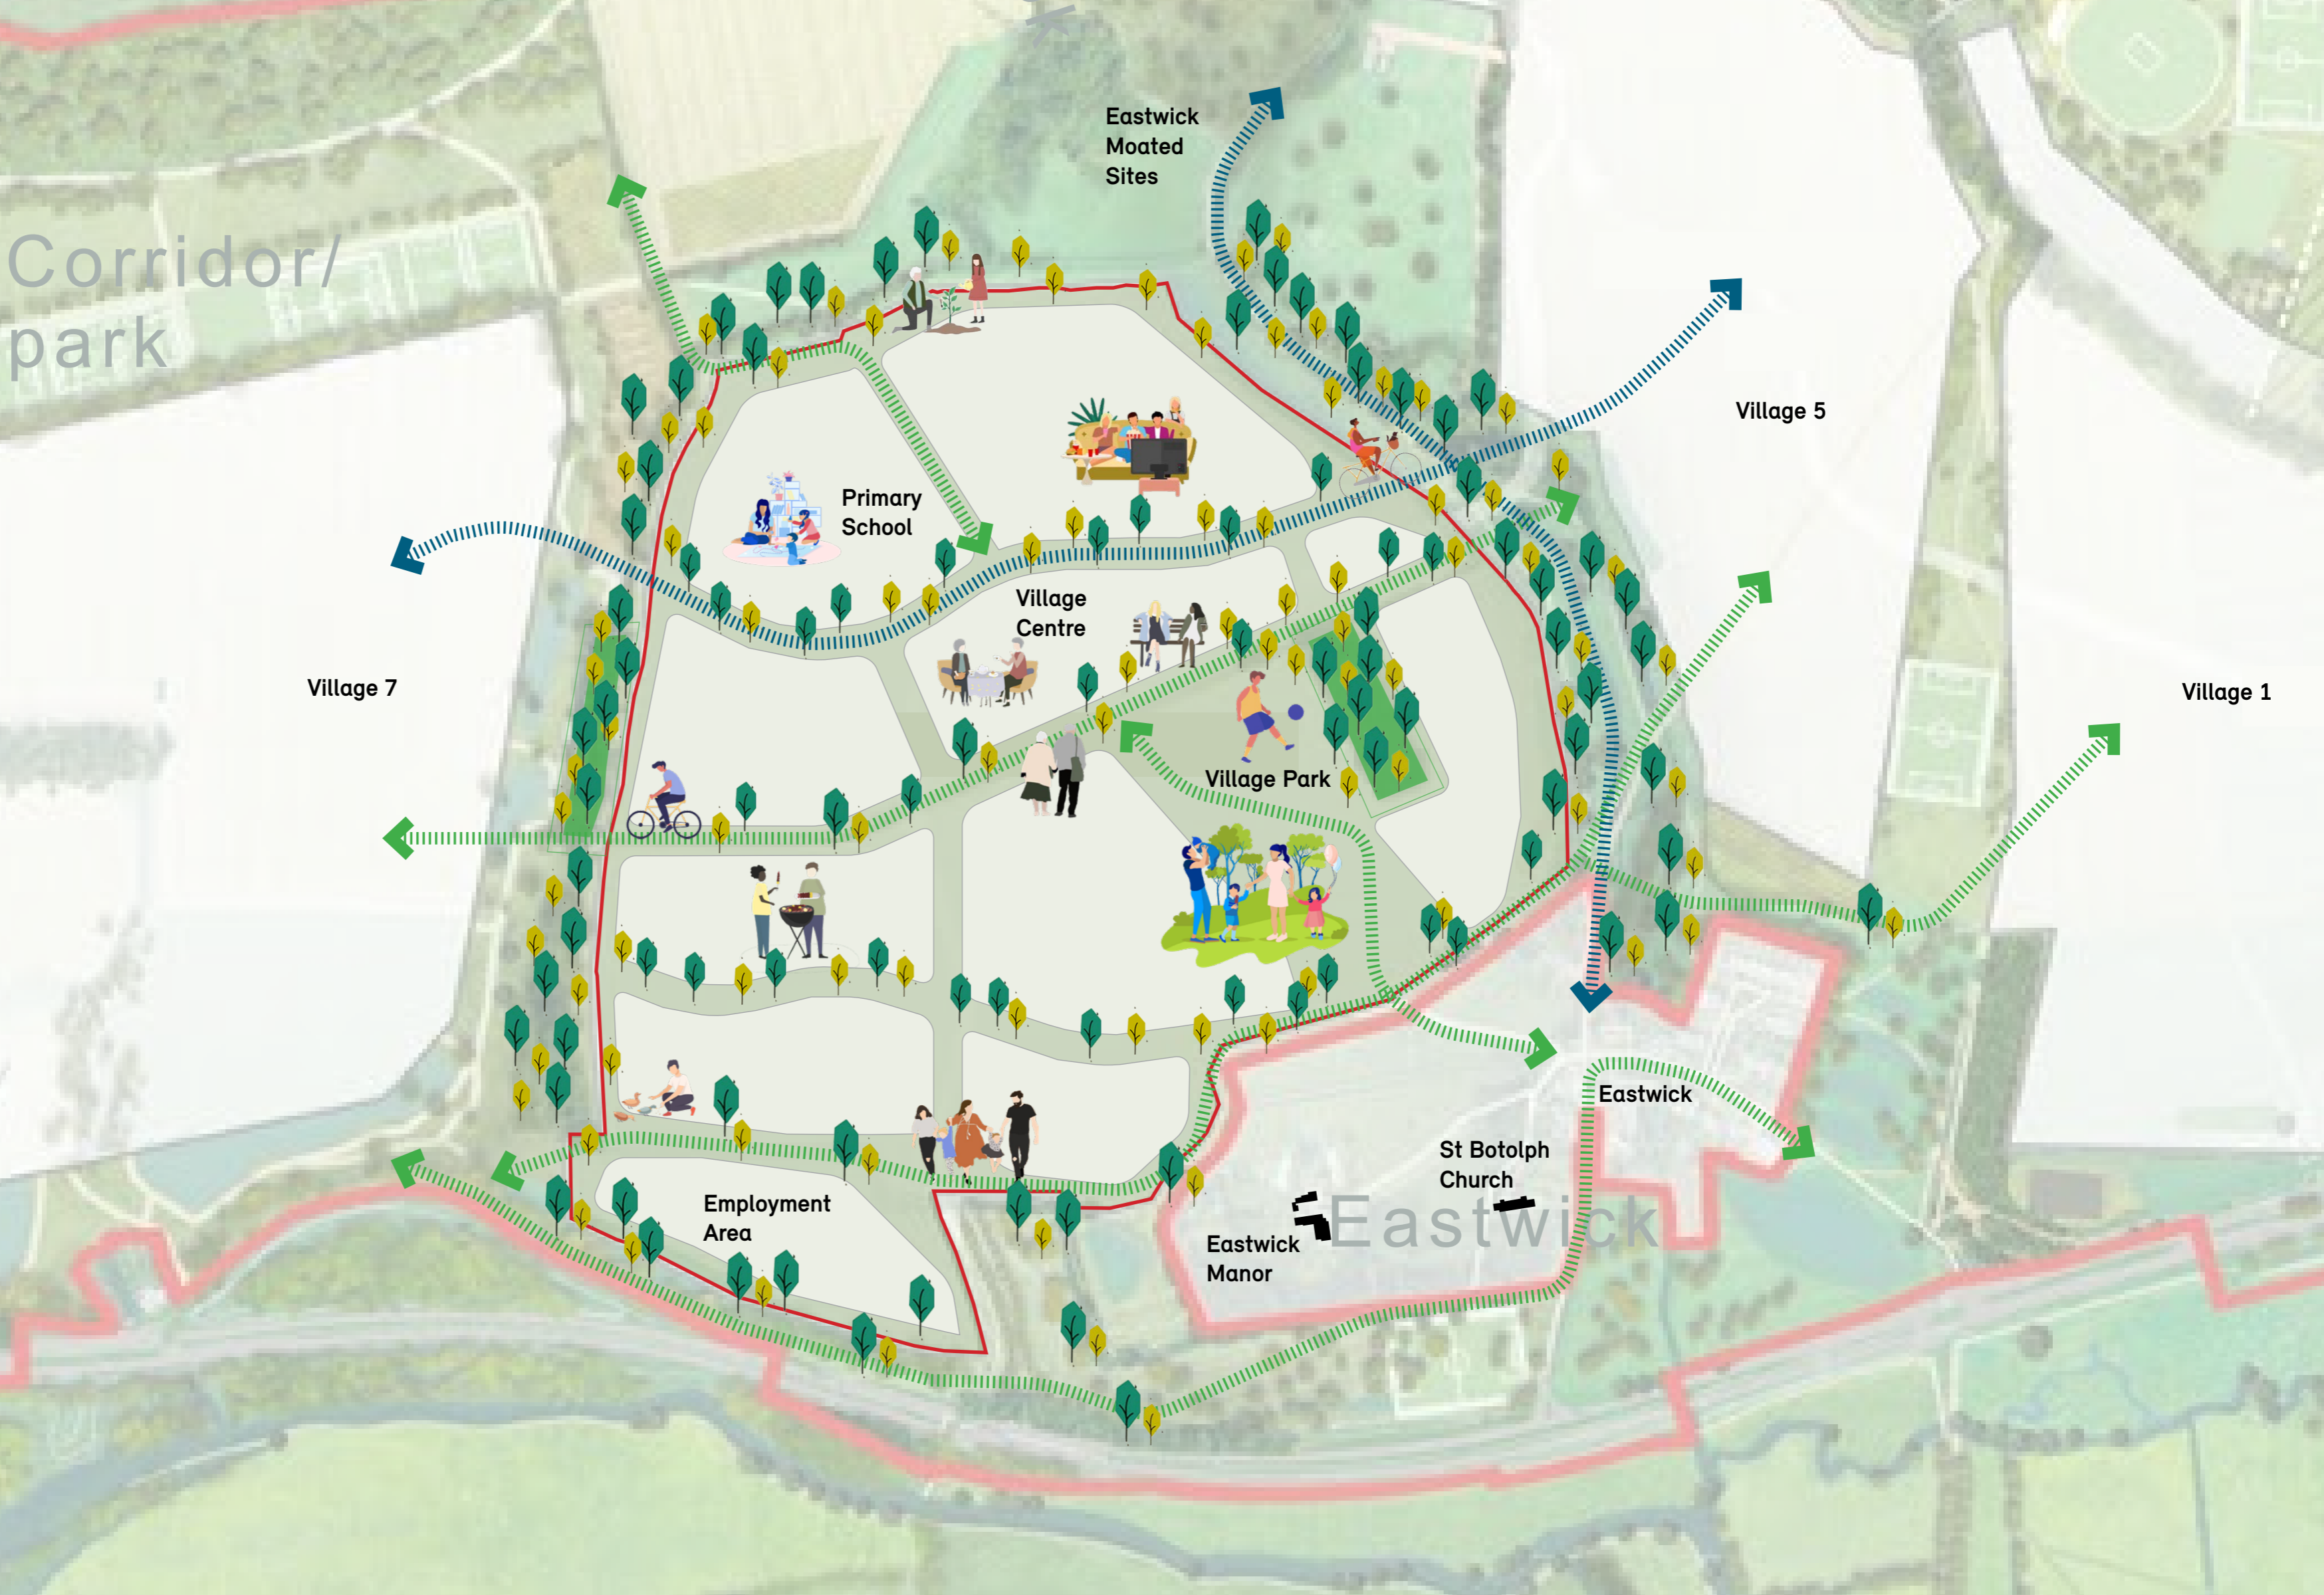 Eastwick
Moated
Sites
Corridor/
park
Village 5
Primary
School
Village
Centre
Village 7
Village 1
Village Park
Eastwick
St Botolph
Church
Employment
Area
Eastwick
Eastwick
Manor